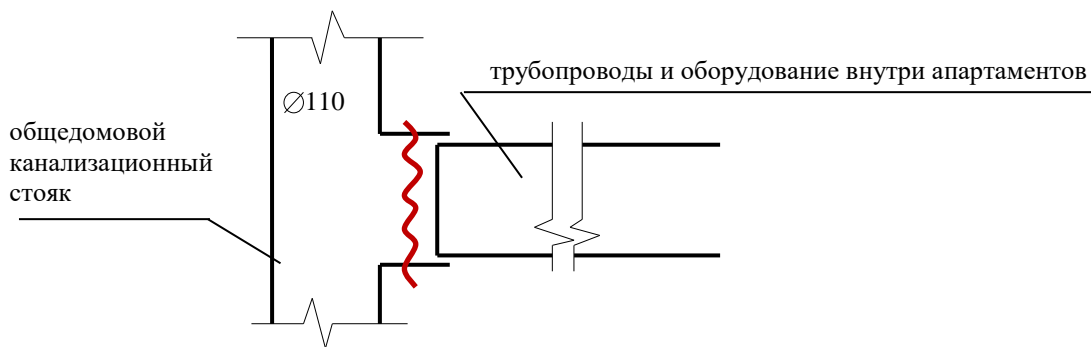 трубопроводы и оборудование внутри апартаментов
∅110
общедомовой
канализационный
стояк